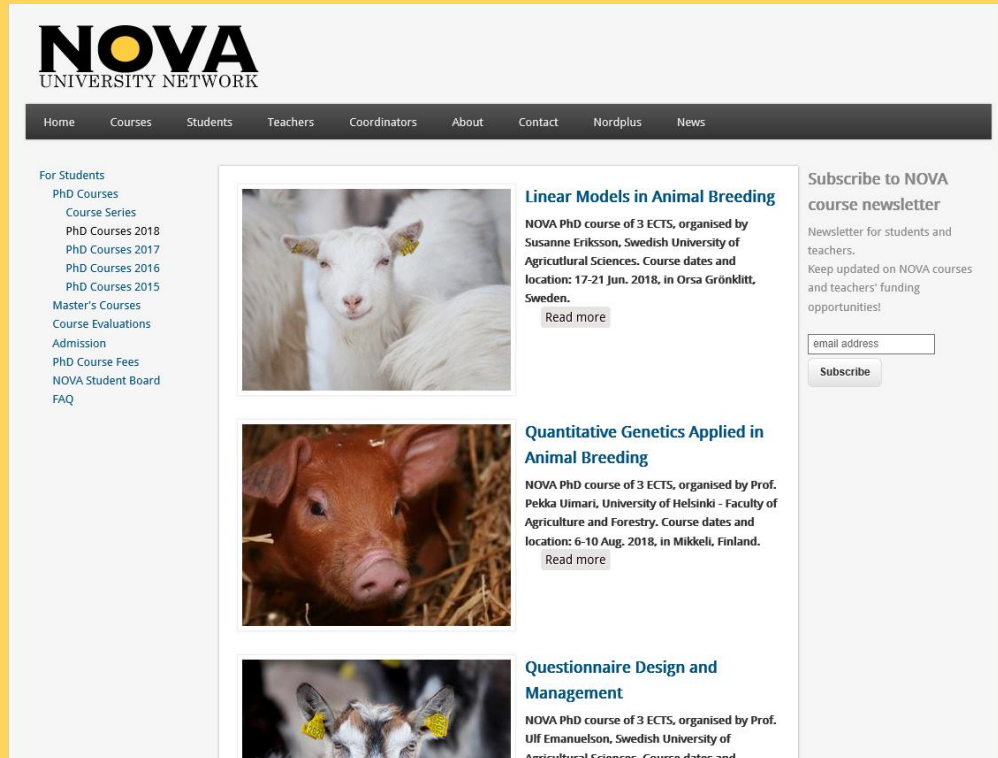 NOVA
UNIVERSITY NETWORK
Home Courses Students Teachers Coordinators About Contact Nordplus News
For Students
PhD Courses
Course Series
PhD Courses 2018
PhD Courses 2017
PhD Courses 2016
PhD Courses 2015
Master's Courses
Course Evaluations
Admission
PhD Course Fees
NOVA Student Board
FAQ
Linear Models in Animal Breeding
NOVA PhD course of 3 ECTS, organised by
Susanne Eriksson, Swedish University of
Agricutlural Sciences. Course dates and
location: 17-21 Jun. 2018, in Orsa Grönklitt,
Sweden.
Read more
Quantitative Genetics Applied in
Animal Breeding
NOVA PhD course of 3 ECTS, organised by Prof.
Pekka Uimari, University of Helsinki - Faculty of
Agriculture and Forestry. Course dates and
location: 6-10 Aug. 2018, in Mikkeli, Finland.
Read more
Questionnaire Design and
Management
NOVA PhD course of 3 ECTS, organised by Prof.
Ulf Emanuelson, Swedish University of
Agricultural Sciences. Course dates and
Subscribe to NOVA
course newsletter
Newsletter for students and
teachers.
Keep updated on NOVA courses
and teachers' funding
opportunities!
email address
Subscribe